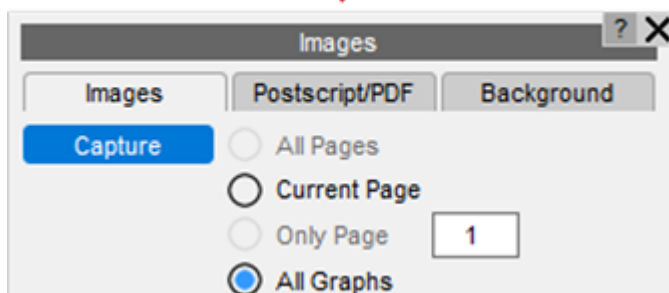 Images ?
Images Postscript/PDF Background
Capture All Pages
Current Page
Only Page 1
All Graphs